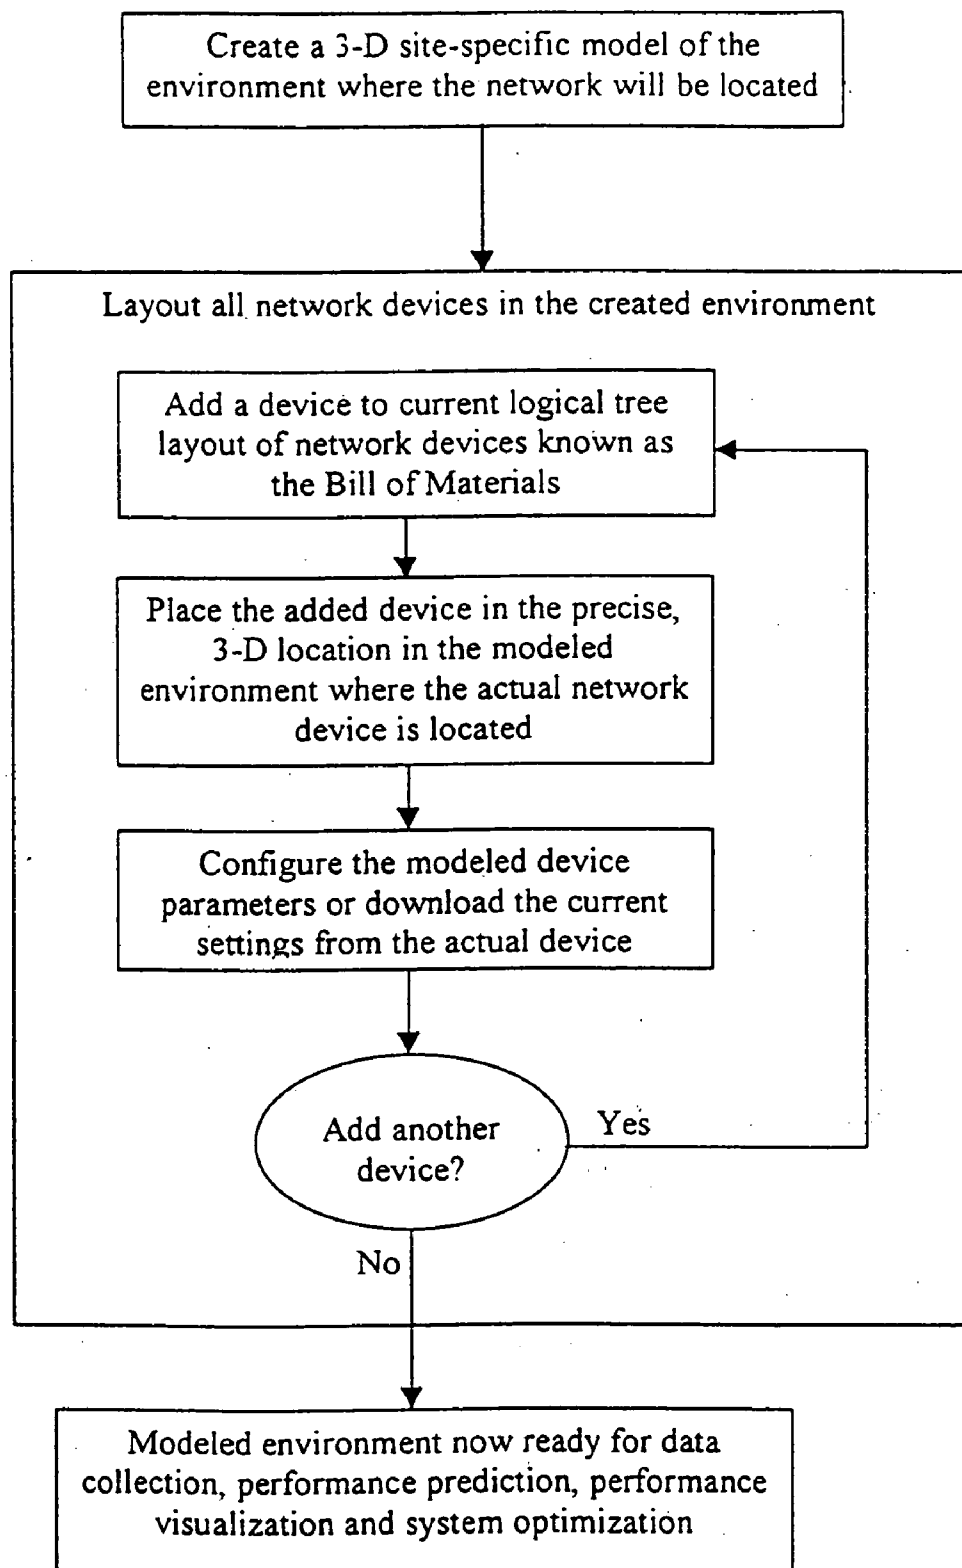 Create a 3-D site-specific model of the
environment where the network will be located
Layout all network devices in the created environment
Add a device to current logical tree
layout of network devices known as
the Bill of Materials
Place the added device in the precise,
3-D location in the modeled
environment where the actual network
device is located
Configure the modeled device
parameters or download the current
settings from the actual device
Add another
device?
Yes
No
Modeled environment now ready for data
collection, performance prediction, performance
visualization and system optimization